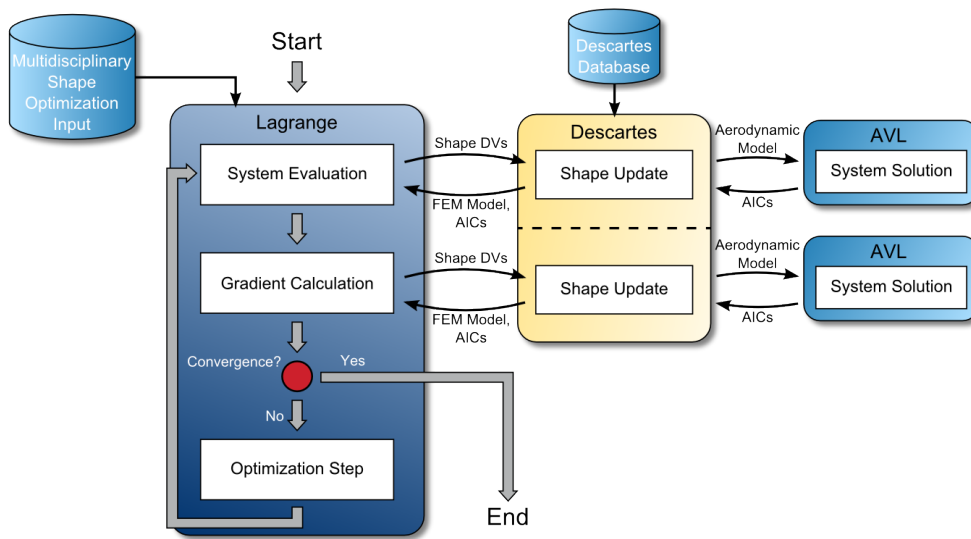 Multidisciplinary
Shape
Optimization
Input
Start
Descartes
Database
Lagrange
System Evaluation
Gradient Calculation
Convergence?
Yes
No
Optimization Step
End
Shape DVs
FEM Model,
AICs
Shape DVs
FEM Model,
AICs
Descartes
Shape Update
Shape Update
Aerodynamic
Model
AICs
Aerodynamic
Model
AICs
AVL
System Solution
AVL
System Solution